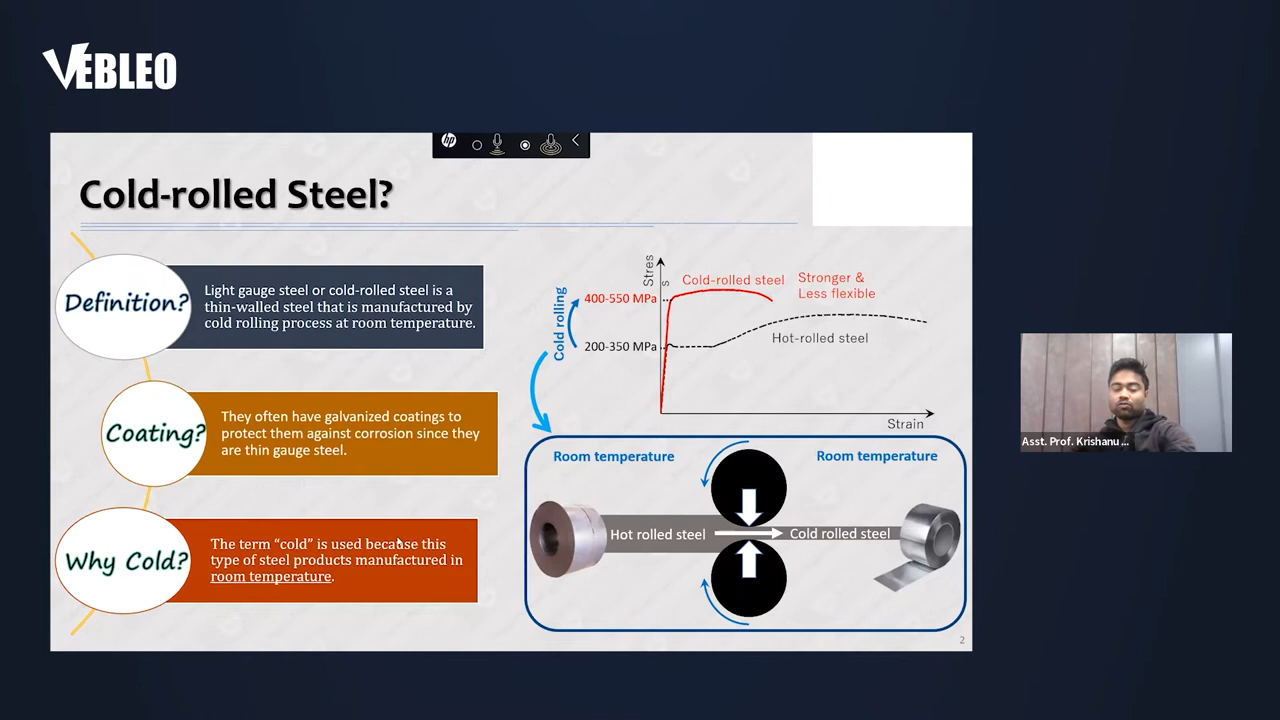 VEBLEO
hp
Cold-rolled Steel?
Definition?
Light gauge steel or cold-rolled steel is a
thin-walled steel that is manufactured by
cold rolling process at room temperature.
Coating?
They often have galvanized coatings to
protect them against corrosion since they
are thin gauge steel.
Why Cold?
The term “cold” is used because this
type of steel products manufactured in
room temperature.
Stres
s
Cold-rolled steel
Stronger &
Less flexible
400-550 MPa
Cold rolling
200-350 MPa
Hot-rolled steel
Strain
Room temperature
Room temperature
Hot rolled steel
Cold rolled steel
2
Asst. Prof. Krishanu ...